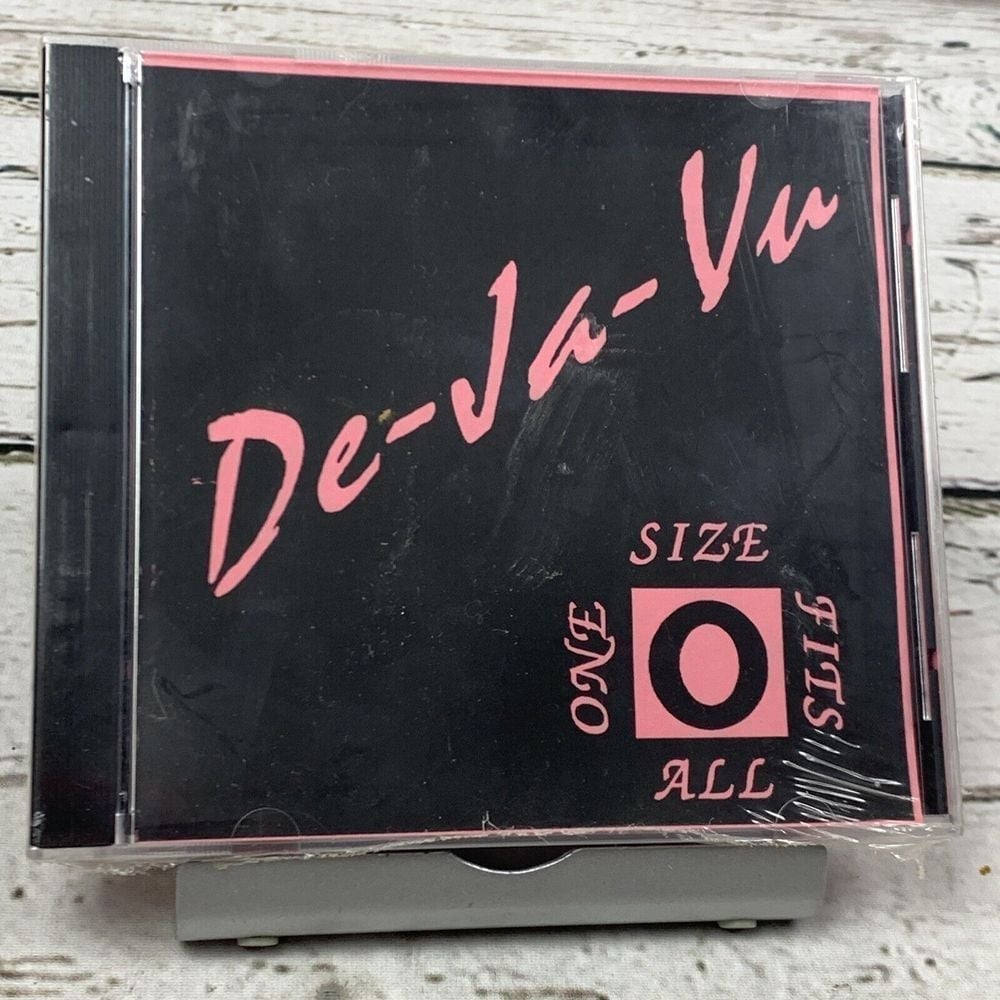 De-Ja-Vu
ONE
SIZE
FITS
ALL